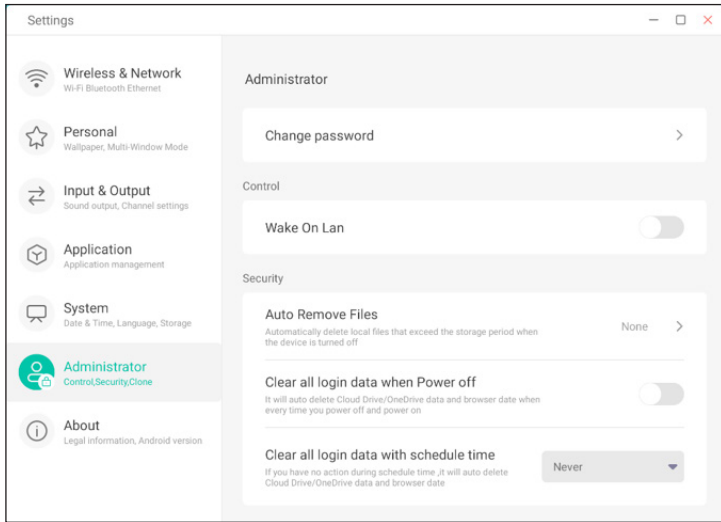 Settings
Wireless & Network
Wi-Fi Bluetooth Ethernet
Personal
Wallpaper, Multi-Window Mode
Input & Output
Sound output, Channel settings
Application
Application management
System
Date & Time, Language, Storage
Administrator
Control,Security,Clone
About
Legal information, Android version
Administrator
Change password
Control
Wake On Lan
Security
Auto Remove Files
Automatically delete local files that exceed the storage period when
the device is turned off
None
Clear all login data when Power off
It will auto delete Cloud Drive/OneDrive data and browser date when
every time you power off and power on
Clear all login data with schedule time
If you have no action during schedule time ,it will auto delete
Cloud Drive/OneDrive data and browser date
Never